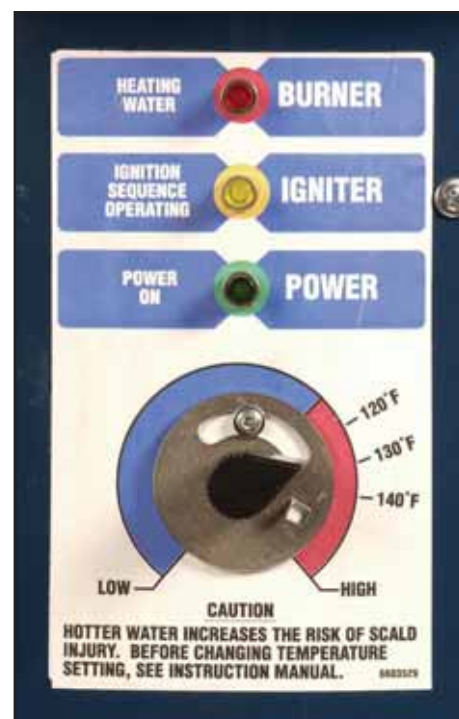 HEATING
WATER
BURNER
IGNITION
SEQUENCE
OPERATING
IGNITER
POWER
ON
POWER
120°F
130°F
140°F
LOW
HIGH
CAUTION
HOTTER WATER INCREASES THE RISK OF SCALD
INJURY. BEFORE CHANGING TEMPERATURE
SETTING, SEE INSTRUCTION MANUAL.